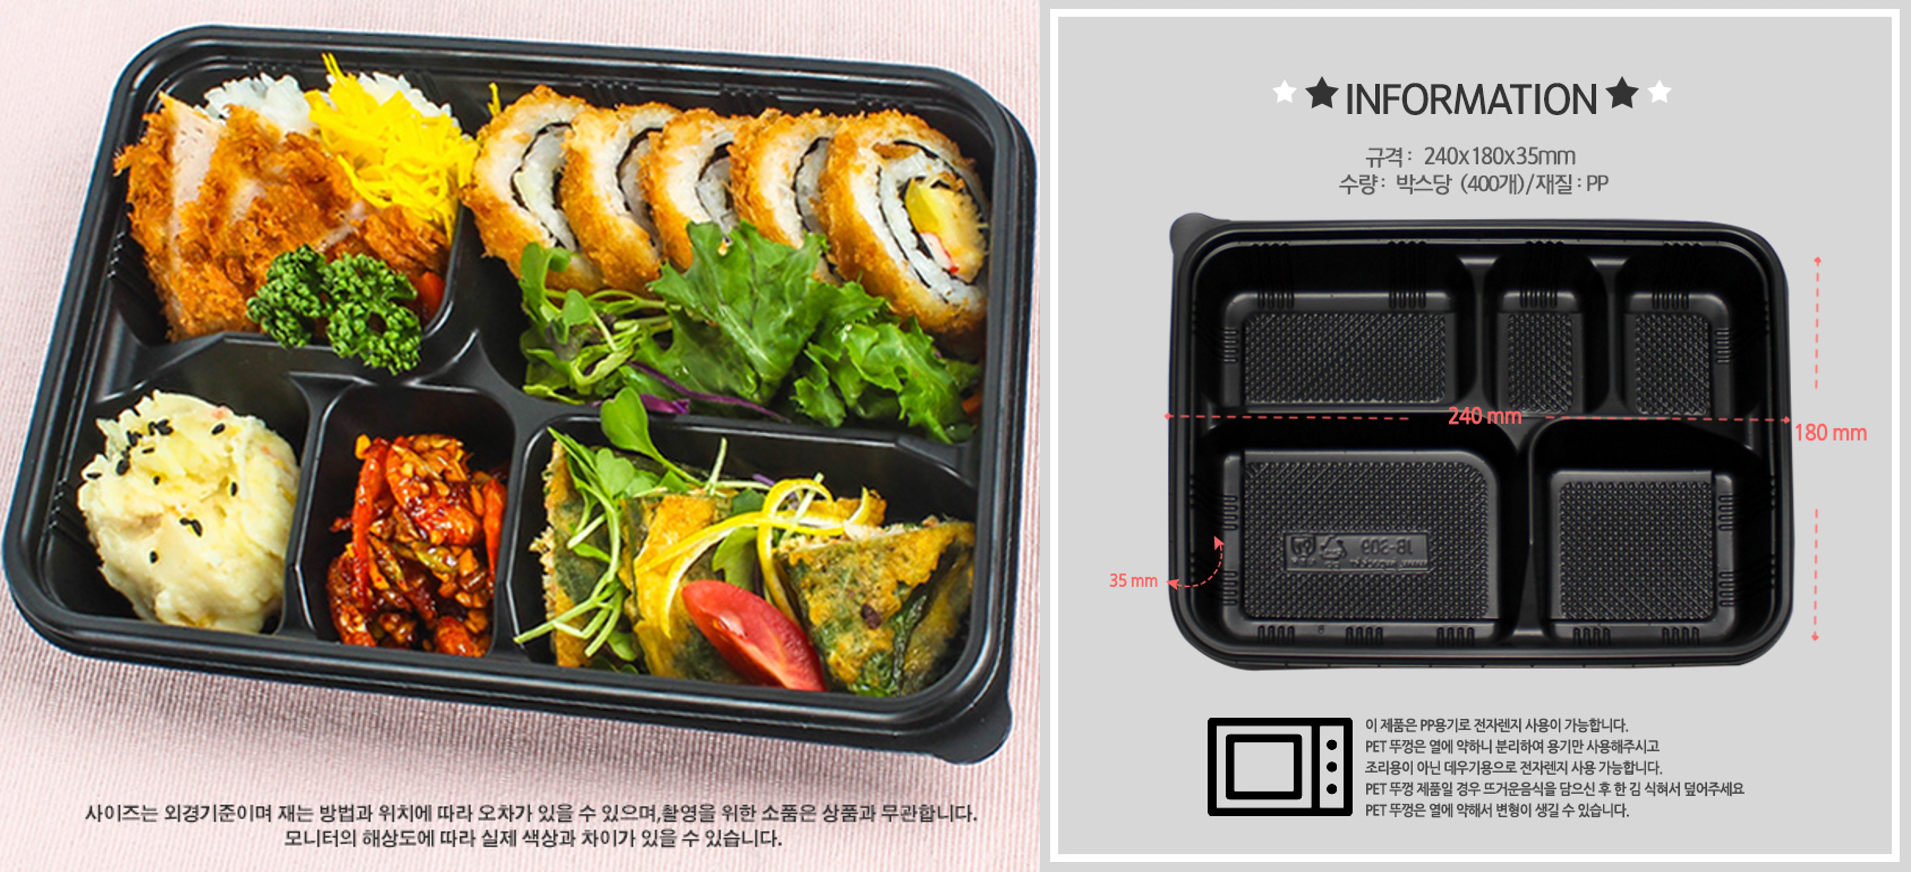 사이즈는 외경기준이며 재는 방법과 위치에 따라 오차가 있을 수 있으며,촬영을 위한 소품은 상품과 무관합니다.
모니터의 해상도에 따라 실제 색상과 차이가 있을 수 있습니다.
INFORMATION
규격 : 240x180x35mm
수량 : 박스당 (400개)/재질 : PP
240 mm
180 mm
35 mm
JB-509
이 제품은 PP용기로 전자렌지 사용이 가능합니다.
PET 뚜껑은 열에 약하니 분리하여 용기만 사용해주시고
조리용이 아닌 데우기용으로 전자렌지 사용 가능합니다.
PET 뚜껑 제품일 경우 뜨거운음식을 담으신 후 한 김 식혀서 덮어주세요
PET 뚜껑은 열에 약해서 변형이 생길 수 있습니다.